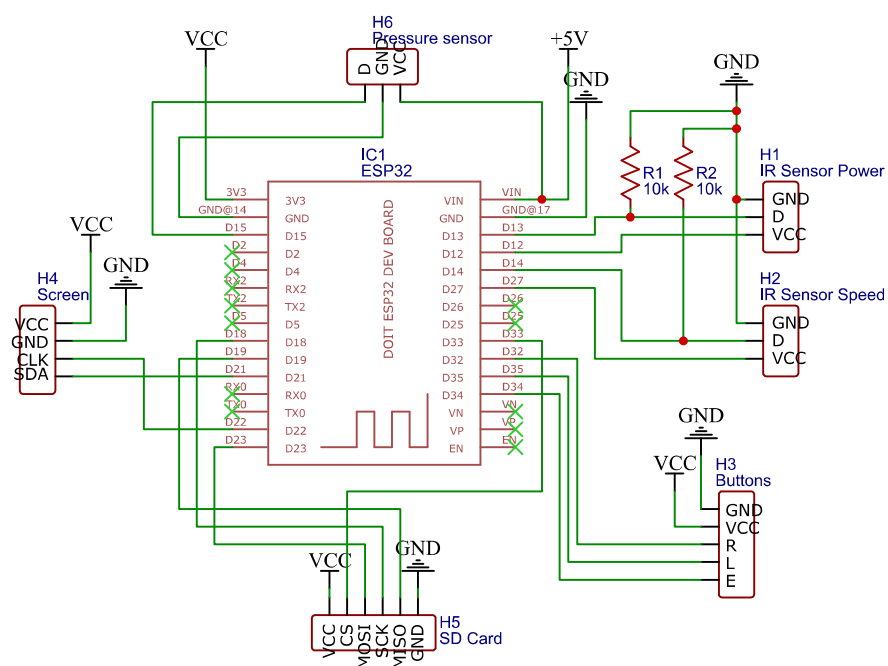 H6
Pressure sensor
VCC
+5V
GND
GND
D
GND
VCC
IC1
ESP32
H1
IR Sensor Power
R1
10k
R2
10k
3V3
3V3
VIN
VIN
GND@14
GND
GND
GND@17
GND
D15
D15
D13
D13
D
D2
D2
D12
D12
VCC
D4
D4
D14
D14
RX2
RX2
D27
D27
TX2
TX2
D26
D26
D5
D5
D25
D25
D18
D18
D33
D33
D19
D19
D32
D32
D21
D21
D35
D35
RX0
RX0
D34
D34
TX0
TX0
VN
VN
D22
D22
VP
VP
D23
D23
EN
EN
DOIT ESP32 DEV BOARD
VCC
GND
H4
Screen
VCC
GND
CLK
SDA
H2
IR Sensor Speed
GND
D
VCC
GND
VCC
H3
Buttons
GND
VCC
R
L
E
VCC
GND
H5
SD Card
VCC
CS
MOSI
SCK
MISO
GND